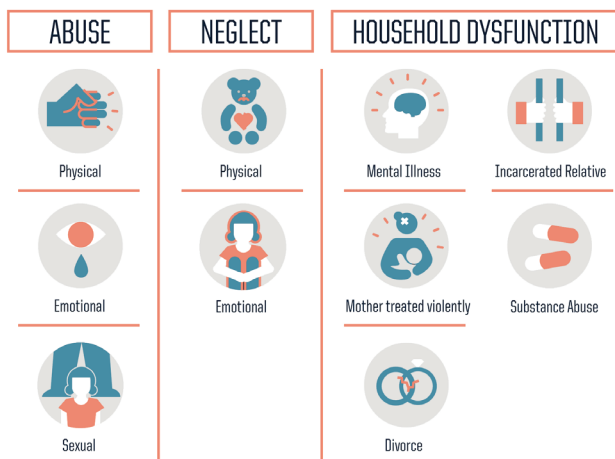 ABUSE
NEGLECT
HOUSEHOLD DYSFUNCTION
Physical
Physical
Mental Illness
Incarcerated Relative
Emotional
Emotional
Mother treated violently
Substance Abuse
Sexual
Divorce